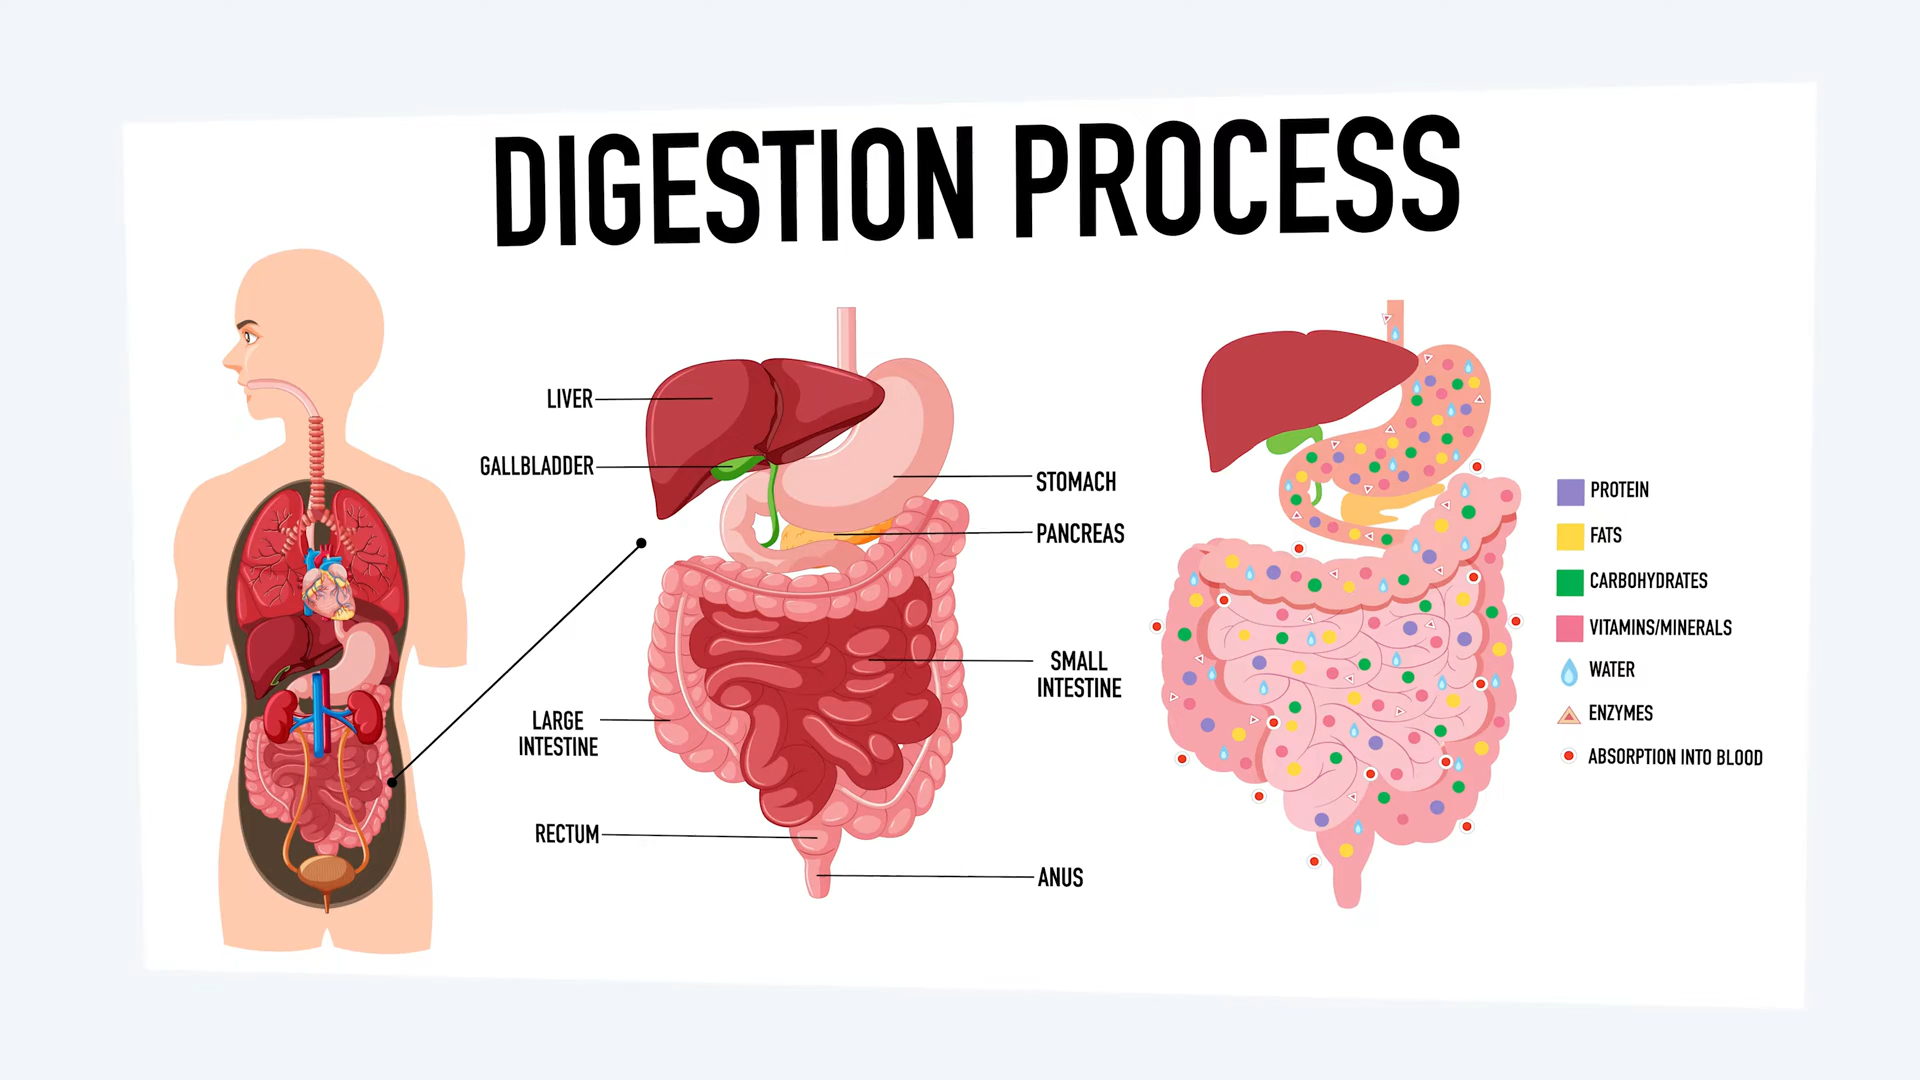 DIGESTION PROCESS
LIVER
GALLBLADDER
LARGE
INTESTINE
RECTUM
STOMACH
PANCREAS
SMALL
INTESTINE
ANUS
PROTEIN
FATS
CARBOHYDRATES
VITAMINS/MINERALS
WATER
ENZYMES
ABSORPTION INTO BLOOD